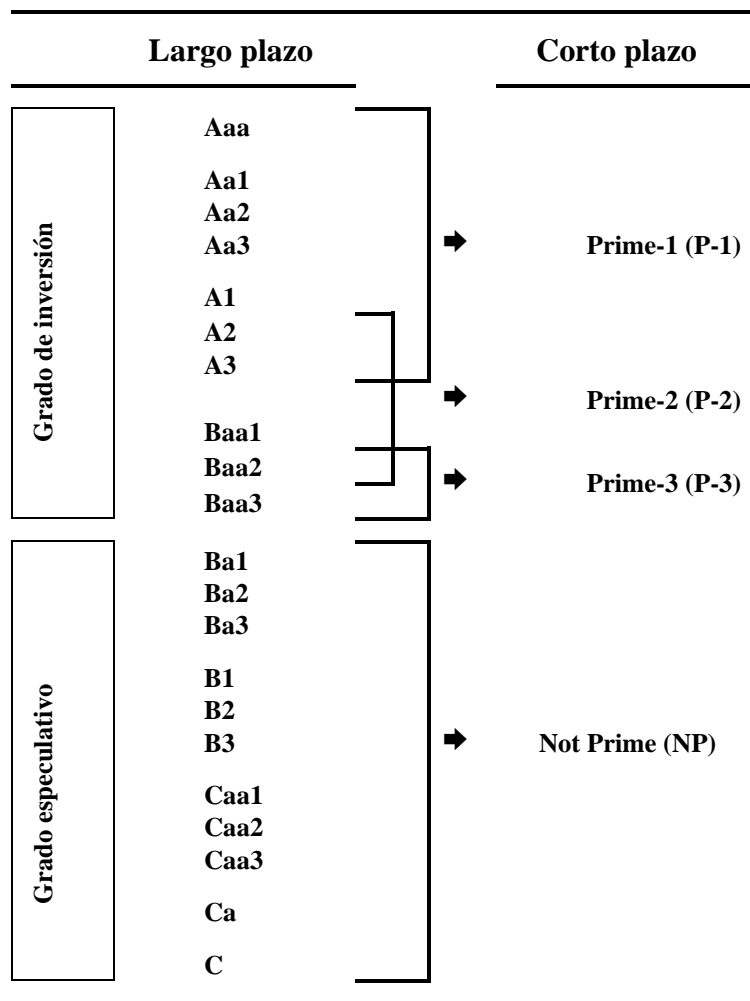 Largo plazo Corto plazo
Grado de inversión
Aaa
Aa1
Aa2
Aa3 Prime-1 (P-1)
A1
A2
A3
Prime-2 (P-2)
Baa1
Baa2
Prime-3 (P-3)
Baa3
Grado especulativo
Ba1
Ba2
Ba3
B1
B2
B3 Not Prime (NP)
Caa1
Caa2
Caa3
Ca
C